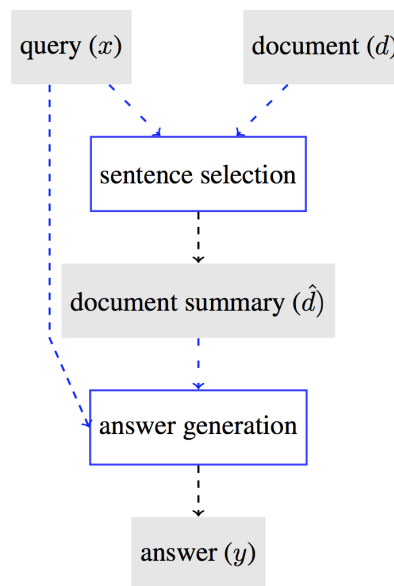 query (x)
document (d)
sentence selection
document summary (d̂)
answer generation
answer (y)